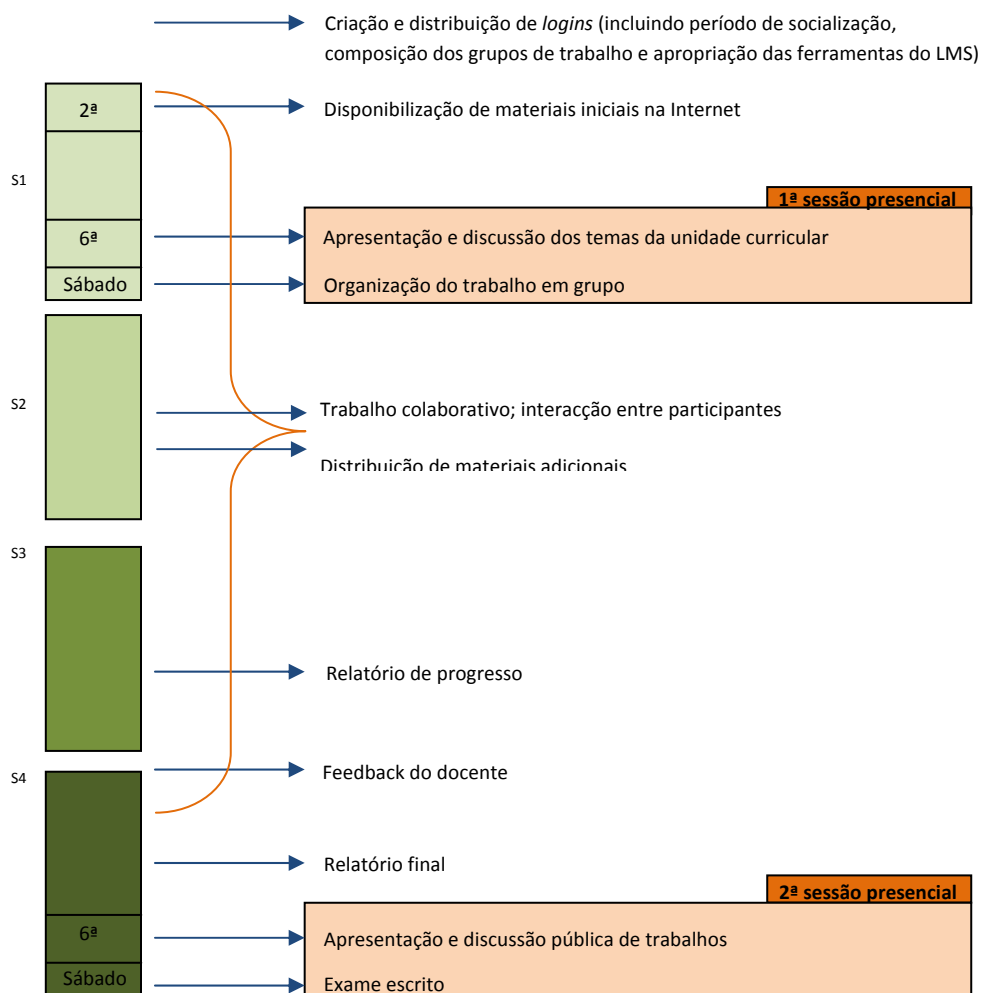 Criação e distribuição de logins (incluindo período de socialização,
composição dos grupos de trabalho e apropriação das ferramentas do LMS)
2ª
Disponibilização de materiais iniciais na Internet
S1
1ª sessão presencial
6ª
Apresentação e discussão dos temas da unidade curricular
Sábado
Organização do trabalho em grupo
S2
Trabalho colaborativo; interacção entre participantes
Distribuição de materiais adicionais
S3
Relatório de progresso
S4
Feedback do docente
Relatório final
2ª sessão presencial
6ª
Apresentação e discussão pública de trabalhos
Sábado
Exame escrito